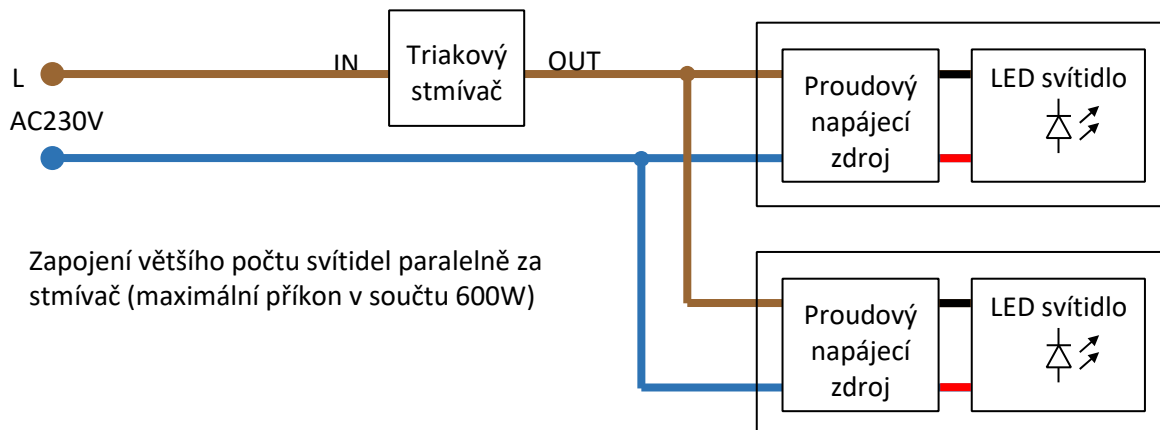 L
AC230V
IN
Triakový
stmívač
OUT
Proudový
napájecí
zdroj
LED svítidlo
Zapojení většího počtu svítidel paralelně za
stmívač (maximální příkon v součtu 600W)
Proudový
napájecí
zdroj
LED svítidlo